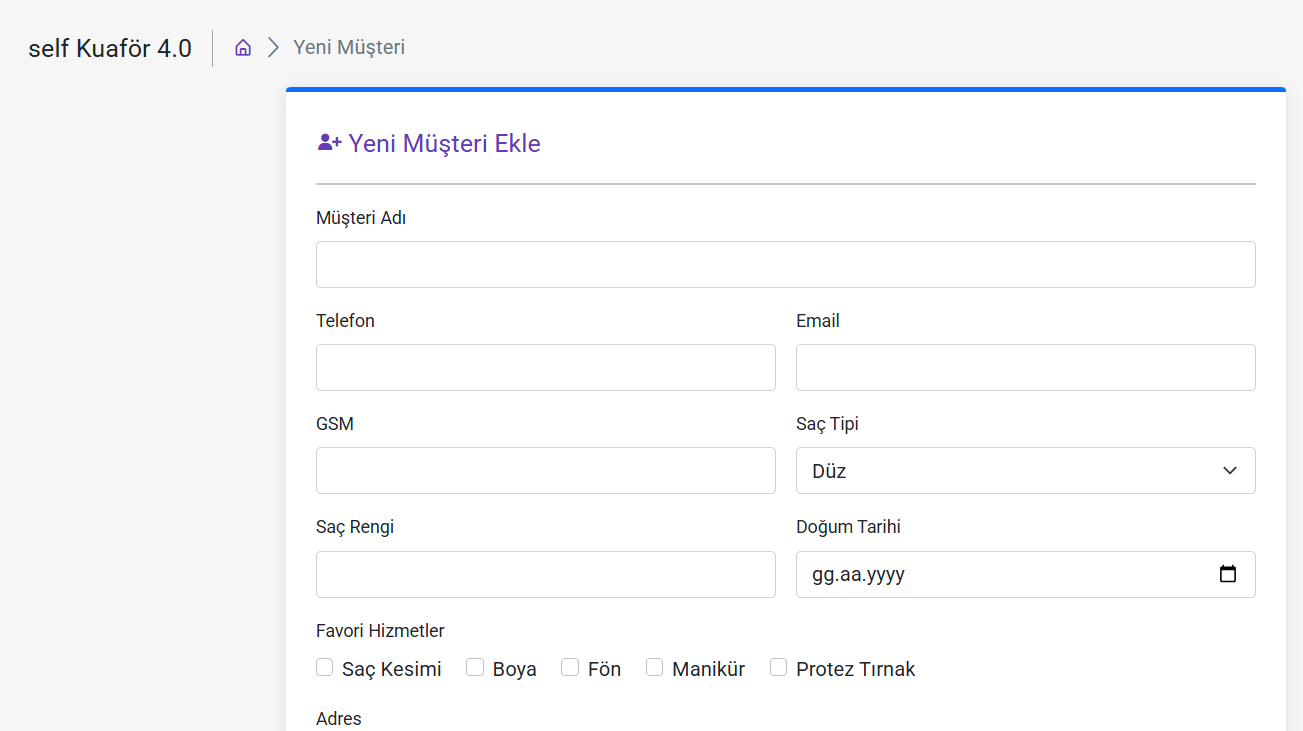 self Kuaför 4.0
Yeni Müşteri
Yeni Müşteri Ekle
Müşteri Adı
Telefon
Email
GSM
Saç Tipi
Düz
Saç Rengi
Doğum Tarihi
gg.aa.yyyy
Favori Hizmetler
Saç Kesimi Boya Fön Manikür Protez Tırnak
Adres